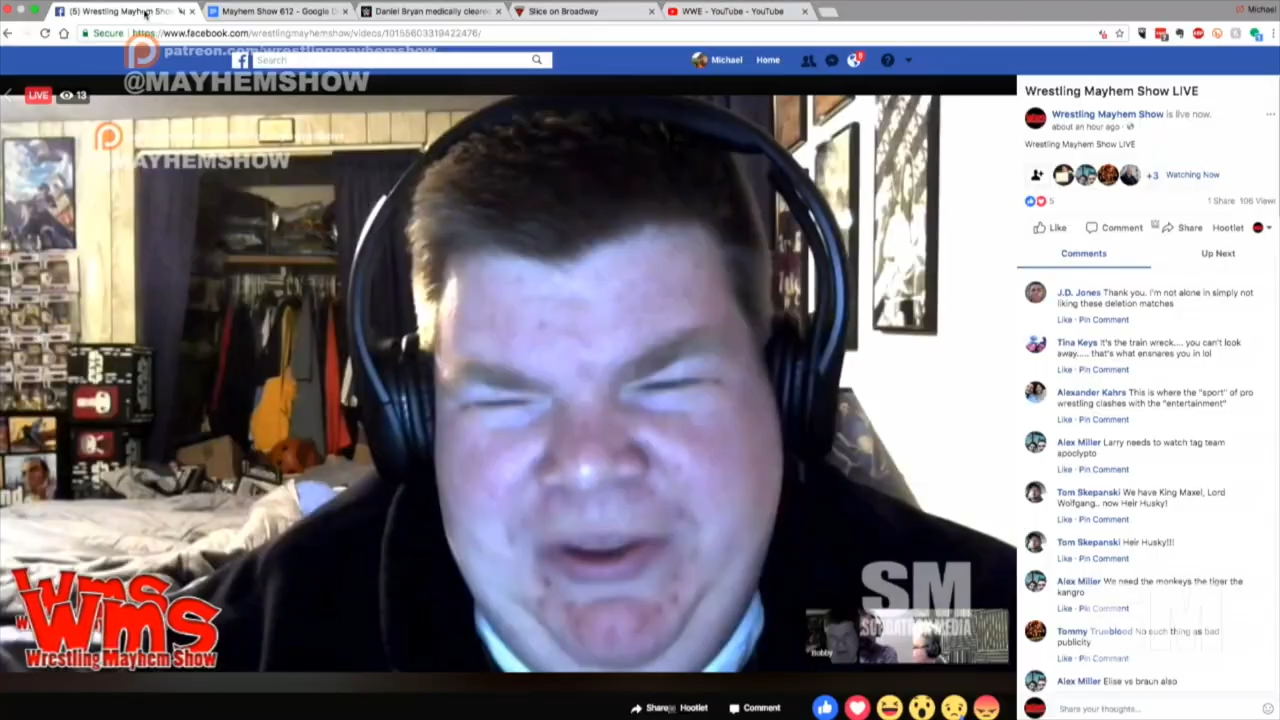 (5) Wrestling Mayhem Sho
Mayhem Show 612 - Google D
Daniel Bryan medically cleare
Slice on Broadway
WWE - YouTube - YouTube
Michael
Secure
https://www.facebook.com/wrestlingmayhemshow/videos/10155603319422476/
patreon.com/wrestlingmayhemshow
Search
Michael
Home
8
@MAYHEMSHOW
LIVE
13
MAYHEMSHOW
Wrestling Mayhem Show LIVE
Wrestling Mayhem Show is live now.
about an hour ago
Wrestling Mayhem Show LIVE
+3 Watching Now
5
1 Share 106 Views
Like
Comment
Share
Hootlet
Comments
Up Next
J.D. Jones Thank you. I'm not alone in simply not
liking these deletion matches
Like · Pin Comment
Tina Keys It's the train wreck.... you can't look
away..... that's what ensnares you in lol
Like · Pin Comment
Alexander Kahrs This is where the "sport" of pro
wrestling clashes with the "entertainment"
Like · Pin Comment
Alex Miller Larry needs to watch tag team
apoclypto
Like · Pin Comment
Tom Skepanski We have King Maxel, Lord
Wolfgang.. now Heir Husky!
Like · Pin Comment
Tom Skepanski Heir Husky!!!
Like · Pin Comment
Alex Miller We need the monkeys the tiger the
kangro
Like · Pin Comment
Tommy Trueblood No such thing as bad
publicity
Like · Pin Comment
Alex Miller Elise vs braun also
Share your thoughts...
wms
Wrestling Mayhem Show
SM
SORGATRON MEDIA
Bobby
Share
Hootlet
Comment